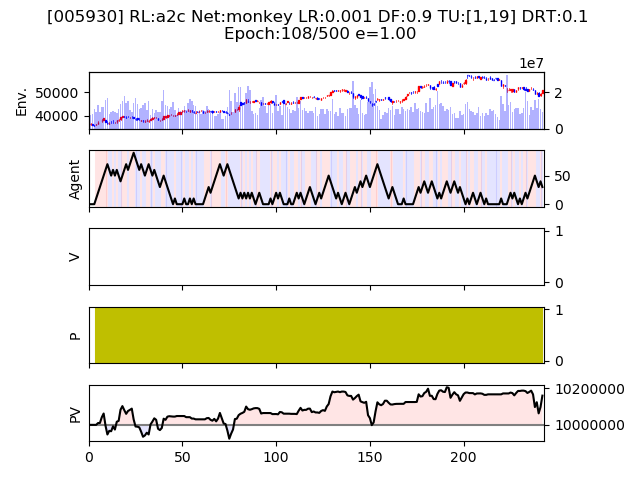 [005930] RL:a2c Net:monkey LR:0.001 DF:0.9 TU:[1,19] DRT:0.1
Epoch:108/500 e=1.00
1e7
Env.
50000
40000
2
0
Agent
50
0
V
1
0
P
1
0
PV
10200000
10000000
0 50 100 150 200